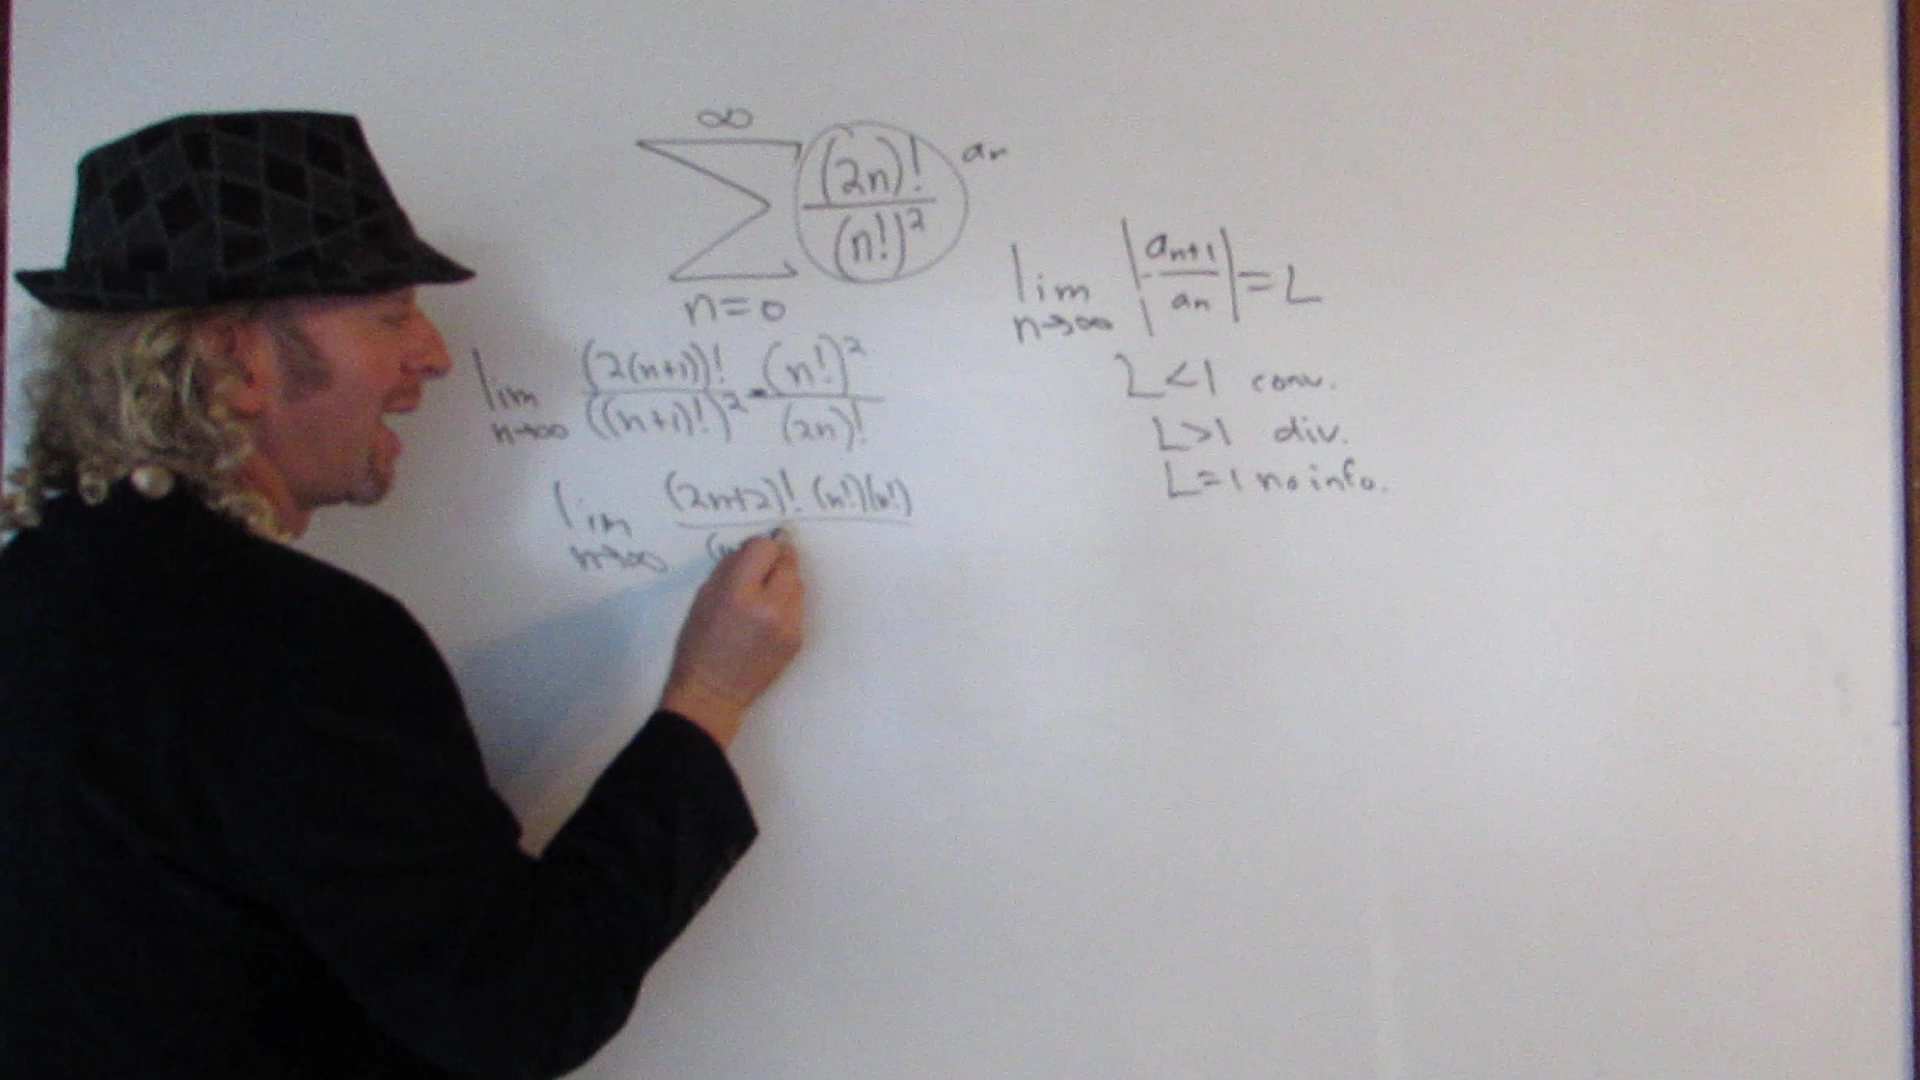 ∞
∑ (2n)!/(n!)² aₙ
n=0
lim n→∞ |aₙ₊₁/aₙ| = L
L<1 conv.
L>1 div.
L=1 no info.
lim n→∞ (2(n+1))!/((n+1)!)² · (n!)²/(2n)!
lim n→∞ (2n+2)! (n!)(n!)